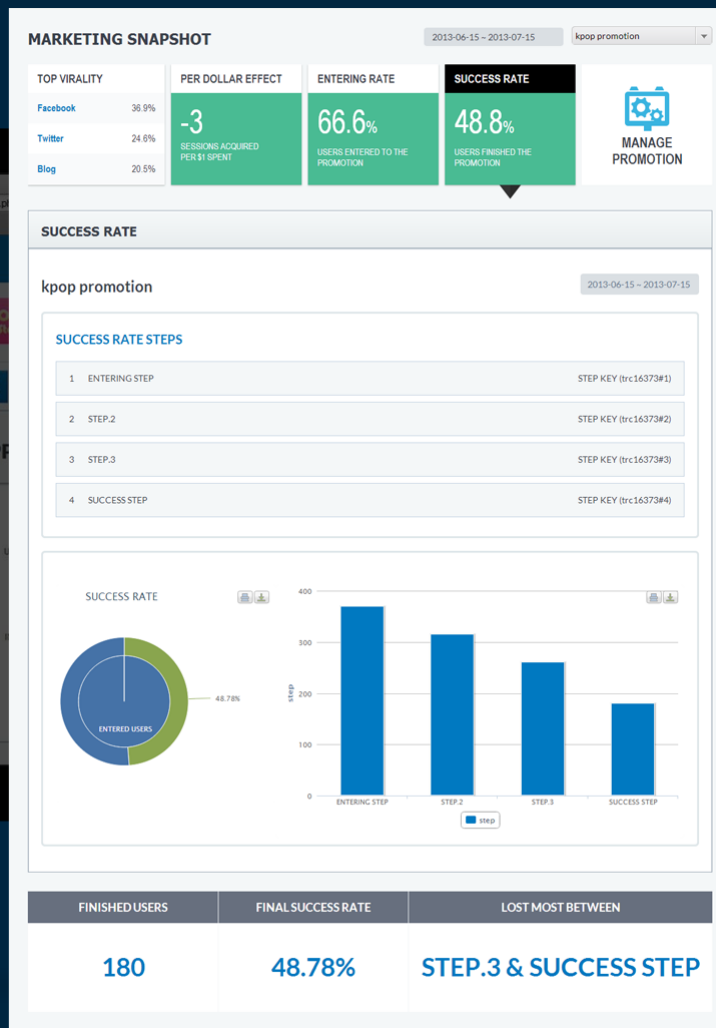 MARKETING SNAPSHOT
2013-06-15 ~ 2013-07-15
kpop promotion
TOP VIRALITY
Facebook 36.9%
Twitter 24.6%
Blog 20.5%
PER DOLLAR EFFECT
-3
SESSIONS ACQUIRED
PER $1 SPENT
ENTERING RATE
66.6%
USERS ENTERED TO THE
PROMOTION
SUCCESS RATE
48.8%
USERS FINISHED THE
PROMOTION
MANAGE
PROMOTION
SUCCESS RATE
kpop promotion
2013-06-15 ~ 2013-07-15
SUCCESS RATE STEPS
1 ENTERING STEP STEP KEY (trc16373#1)
2 STEP.2 STEP KEY (trc16373#2)
3 STEP.3 STEP KEY (trc16373#3)
4 SUCCESS STEP STEP KEY (trc16373#4)
SUCCESS RATE
48.78%
ENTERED USERS
400
300
200
100
0
step
ENTERING STEP STEP.2 STEP.3 SUCCESS STEP
step
FINISHED USERS FINAL SUCCESS RATE LOST MOST BETWEEN
180 48.78% STEP.3 & SUCCESS STEP